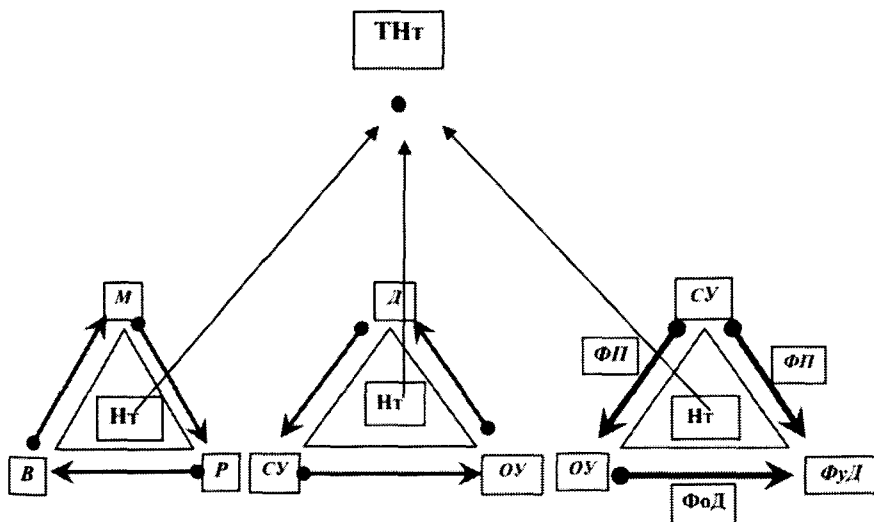 ТНт
М
Д
СУ
ФП
ФП
Нт
Нт
Нт
В
Р
СУ
ОУ
ОУ
ФуД
ФоД